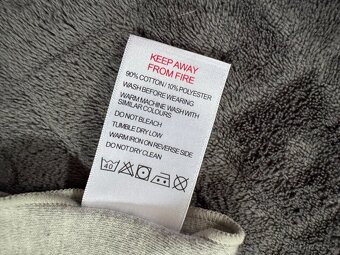 KEEP AWAY
FROM FIRE
90% COTTON / 10% POLYESTER
WASH BEFORE WEARING
WARM MACHINE WASH WITH
SIMILAR COLOURS
DO NOT BLEACH
TUMBLE DRY LOW
WARM IRON ON REVERSE SIDE
DO NOT DRY CLEAN
40